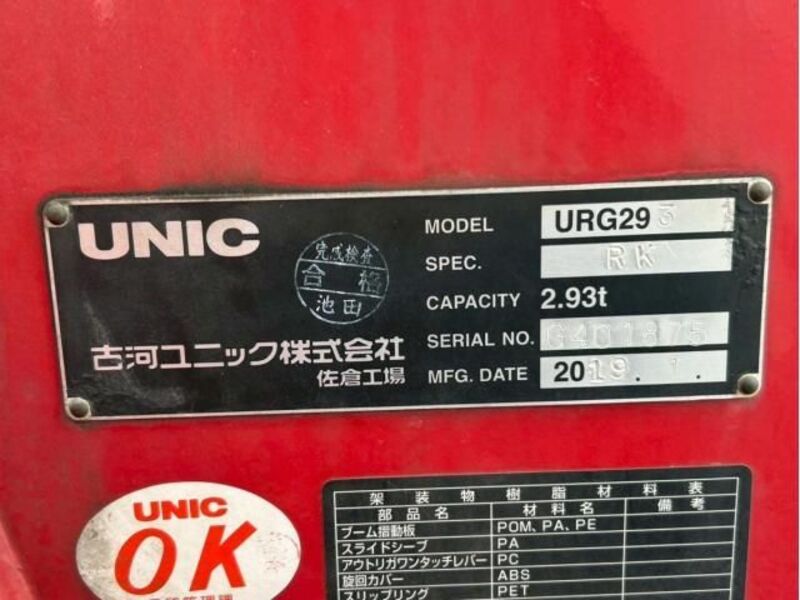 UNIC
完成検査
合格
池田
古河ユニック株式会社
佐倉工場
MODEL URG293
SPEC. RK
CAPACITY 2.93t
SERIAL NO. G401875
MFG. DATE 2019.1.
UNIC
OK
架装物樹脂材料表
部品名 材料名 備考
ブーム摺動板 POM、PA、PE
スライドシーブ PA
アウトリガワンタッチレバー PC
旋回カバー ABS
スリップリング PET